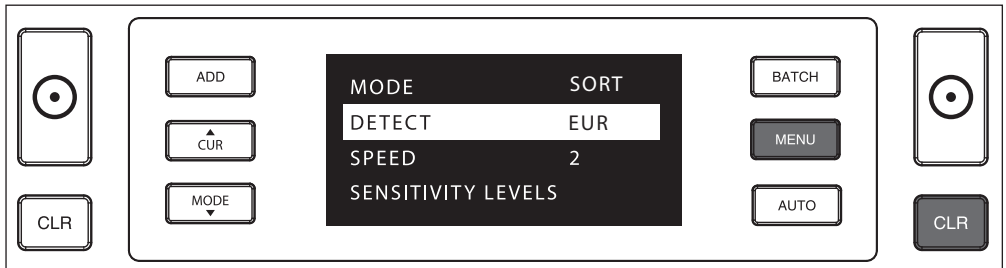 ADD
▲
CUR
MODE
▼
CLR
MODE SORT
DETECT EUR
SPEED 2
SENSITIVITY LEVELS
BATCH
MENU
AUTO
CLR